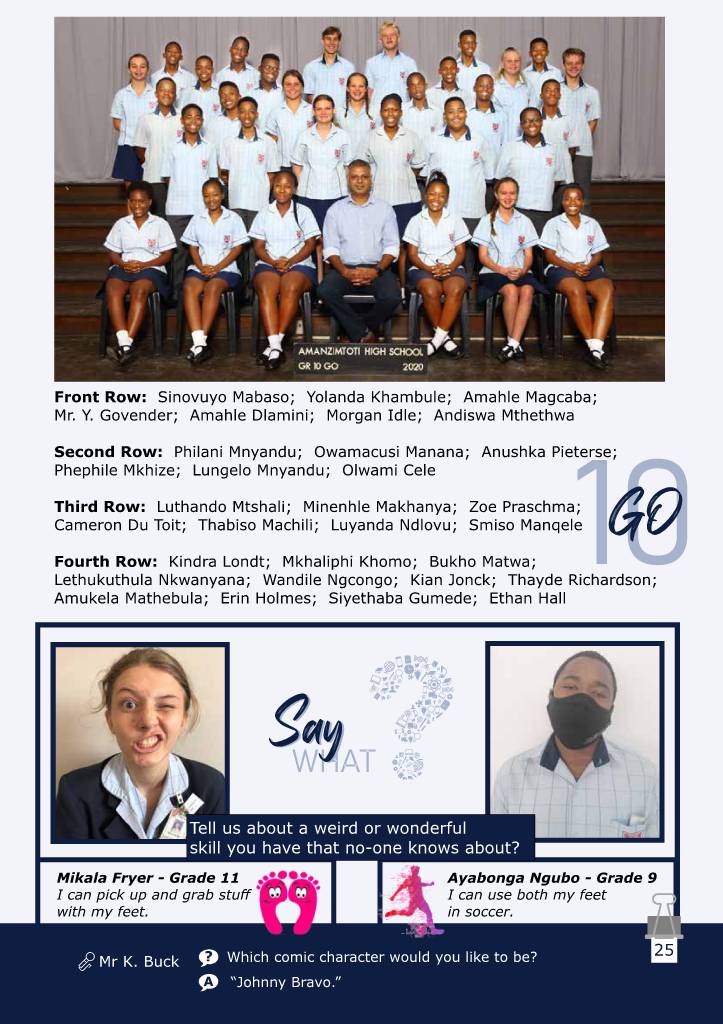 AMANZIMTOTI HIGH SCHOOL
GR 10 GO 2020
Front Row: Sinovuyo Mabaso; Yolanda Khambule; Amahle Magcaba;
Mr. Y. Govender; Amahle Dlamini; Morgan Idle; Andiswa Mthethwa
Second Row: Philani Mnyandu; Owamacusi Manana; Anushka Pieterse;
Phephile Mkhize; Lungelo Mnyandu; Olwami Cele
10
GO
Third Row: Luthando Mtshali; Minenhle Makhanya; Zoe Praschma;
Cameron Du Toit; Thabiso Machili; Luyanda Ndlovu; Smiso Manqele
Fourth Row: Kindra Londt; Mkhaliphi Khomo; Bukho Matwa;
Lethukuthula Nkwanyana; Wandile Ngcongo; Kian Jonck; Thayde Richardson;
Amukela Mathebula; Erin Holmes; Siyethaba Gumede; Ethan Hall
Say
WHAT
?
Tell us about a weird or wonderful
skill you have that no-one knows about?
Mikala Fryer - Grade 11
I can pick up and grab stuff
with my feet.
Ayabonga Ngubo - Grade 9
I can use both my feet
in soccer.
25
Mr K. Buck
? Which comic character would you like to be?
A “Johnny Bravo.”